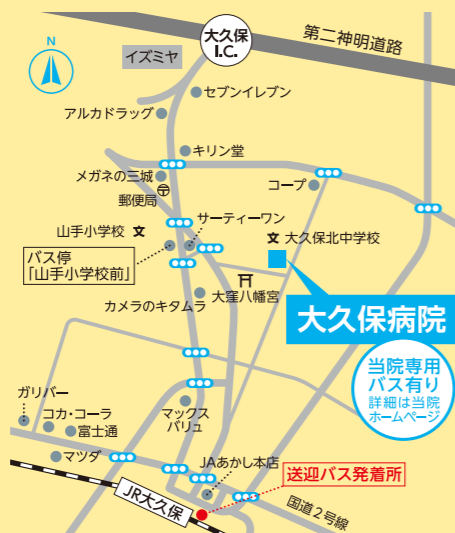 N
大久保
I.C.
第二神明道路
イズミヤ
セブンイレブン
アルカドラッグ
キリン堂
メガネの三城
郵便局
コープ
山手小学校 文
サーティーワン
文 大久保北中学校
バス停
「山手小学校前」
大窪八幡宮
カメラのキタムラ
大久保病院
当院専用
バス有り
詳細は当院
ホームページ
ガリバー
コカ・コーラ
富士通
マックス
バリュ
マツダ
JAあかし本店
送迎バス発着所
JR大久保
国道2号線